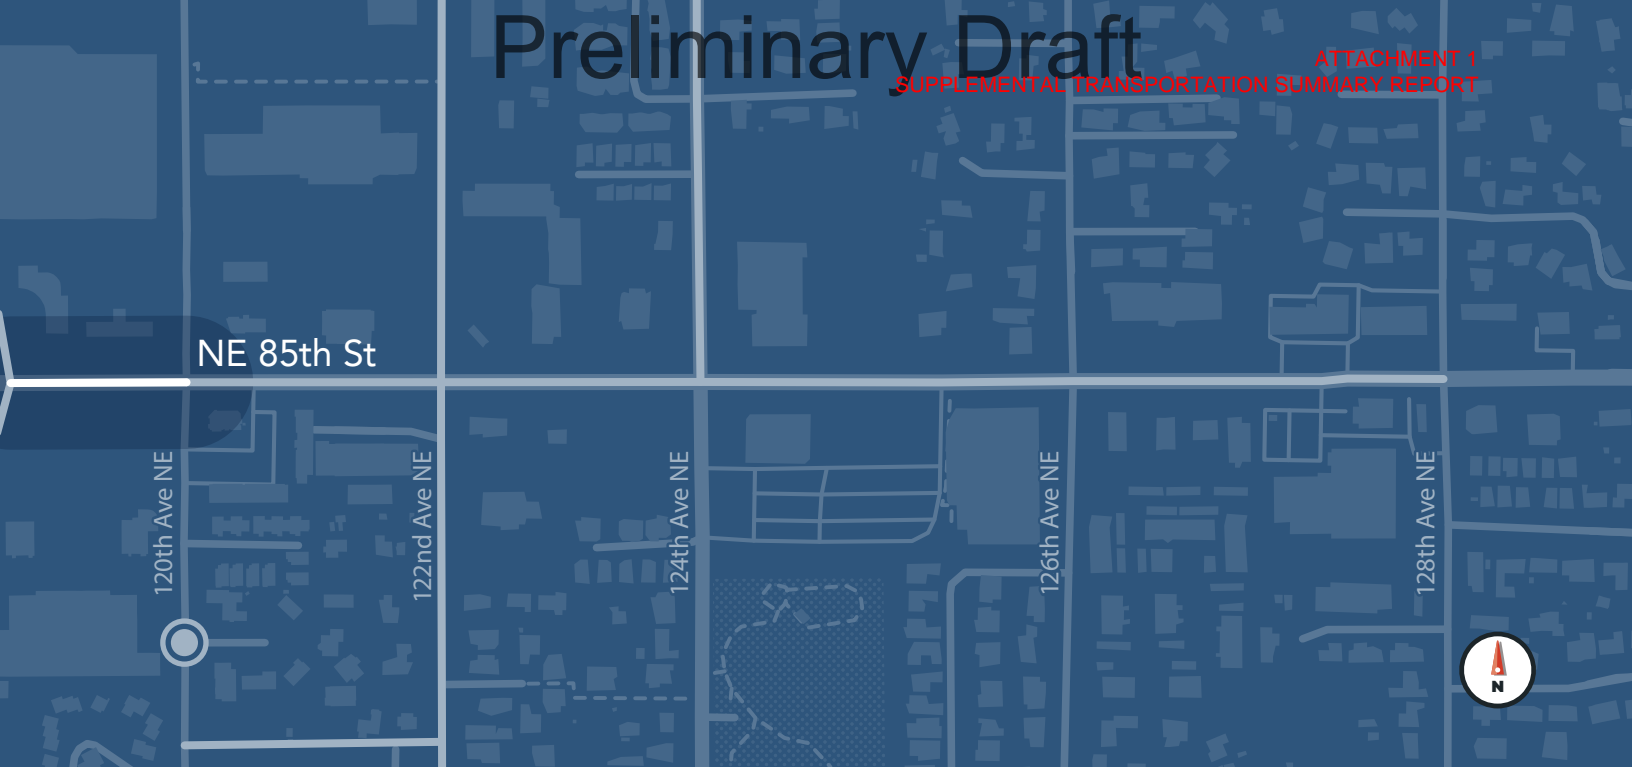 Preliminary Draft
ATTACHMENT 1
SUPPLEMENTAL TRANSPORTATION SUMMARY REPORT
NE 85th St
120th Ave NE
122nd Ave NE
124th Ave NE
126th Ave NE
128th Ave NE
N